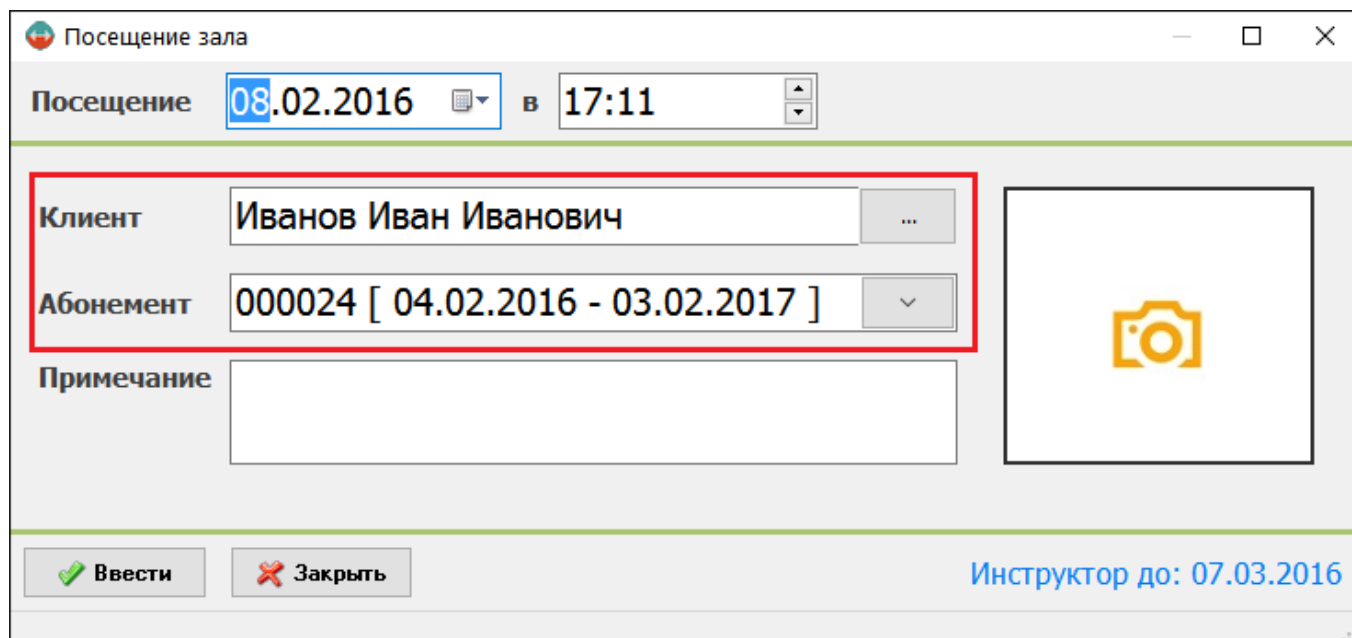 Посещение зала
Посещение 08.02.2016 в 17:11
Клиент Иванов Иван Иванович ...
Абонемент 000024 [ 04.02.2016 - 03.02.2017 ]
Примечание
Ввести Закрыть Инструктор до: 07.03.2016